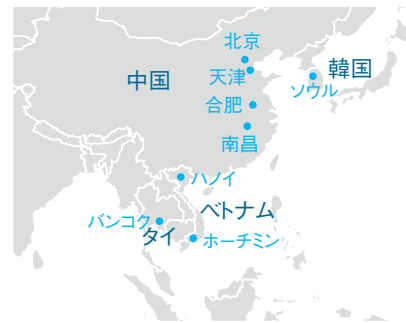 北京
中国
天津
韓国
ソウル
合肥
南昌
ハノイ
ベトナム
バンコク
タイ
ホーチミン